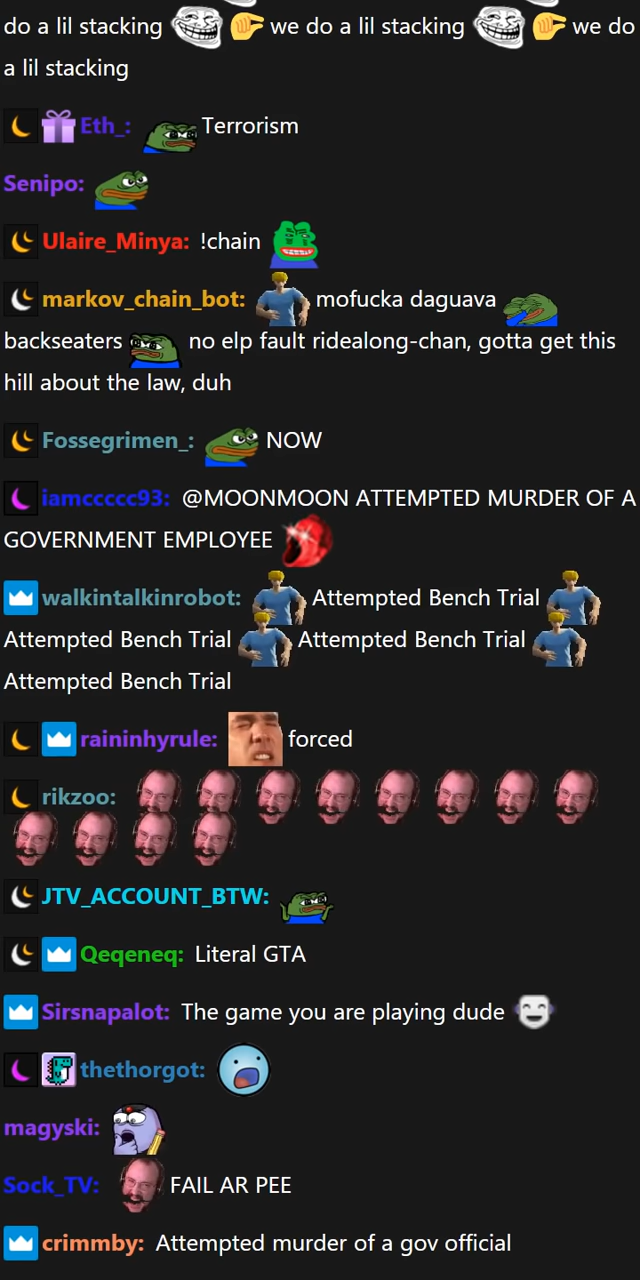 do a lil stacking we do a lil stacking we do
a lil stacking
Eth_: Terrorism
Senipo:
Ulaire_Minya: !chain
markov_chain_bot: mofucka daguava
backseaters no elp fault ridealong-chan, gotta get this
hill about the law, duh
Fossegrimen_: NOW
iamccccc93: @MOONMOON ATTEMPTED MURDER OF A
GOVERNMENT EMPLOYEE
walkintalkinrobot: Attempted Bench Trial
Attempted Bench Trial Attempted Bench Trial
Attempted Bench Trial
raininhyrule: forced
rikzoo:
JTV_ACCOUNT_BTW:
Qeqeneq: Literal GTA
Sirsnapalot: The game you are playing dude
thethorgot:
magyski:
Sock_TV: FAIL AR PEE
crimmby: Attempted murder of a gov official